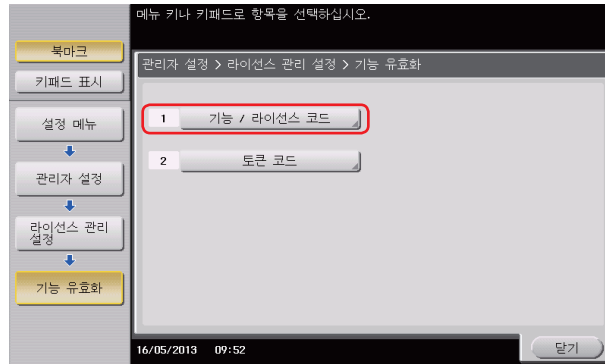 메뉴 키나 키패드로 항목을 선택하십시오.
북마크
키패드 표시
설정 메뉴
관리자 설정
라이선스 관리
설정
기능 유효화
관리자 설정 > 라이선스 관리 설정 > 기능 유효화
1 기능 / 라이선스 코드
2 토큰 코드
16/05/2013 09:52
닫기